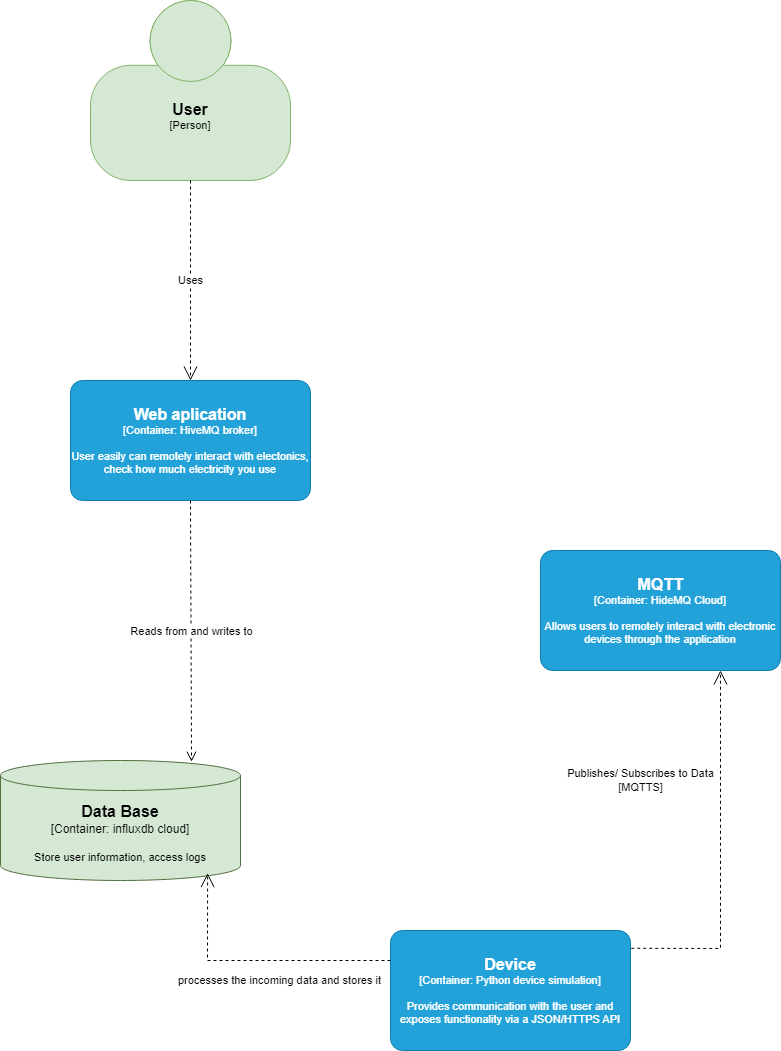 User
[Person]
Uses
Web aplication
[Container: HiveMQ broker]
User easily can remotely interact with electonics,
check how much electricity you use
Reads from and writes to
MQTT
[Container: HideMQ Cloud]
Allows users to remotely interact with electronic
devices through the application
Publishes/ Subscribes to Data
[MQTTS]
Data Base
[Container: influxdb cloud]
Store user information, access logs
processes the incoming data and stores it
Device
[Container: Python device simulation]
Provides communication with the user and
exposes functionality via a JSON/HTTPS API